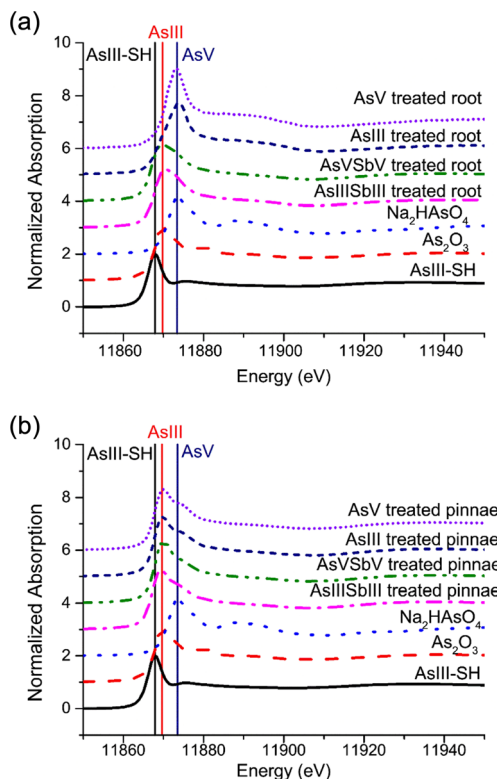 (a)
AsIII
AsIII-SH
AsV
10
8
6
4
2
0
Normalized Absorption
AsV treated root
AsIII treated root
AsVSbV treated root
AsIIISbIII treated root
Na₂HAsO₄
As₂O₃
AsIII-SH
11860 11880 11900 11920 11940
Energy (eV)
(b)
AsIII
AsIII-SH
AsV
10
8
6
4
2
0
Normalized Absorption
AsV treated pinnae
AsIII treated pinnae
AsVSbV treated pinnae
AsIIISbIII treated pinnae
Na₂HAsO₄
As₂O₃
AsIII-SH
11860 11880 11900 11920 11940
Energy (eV)